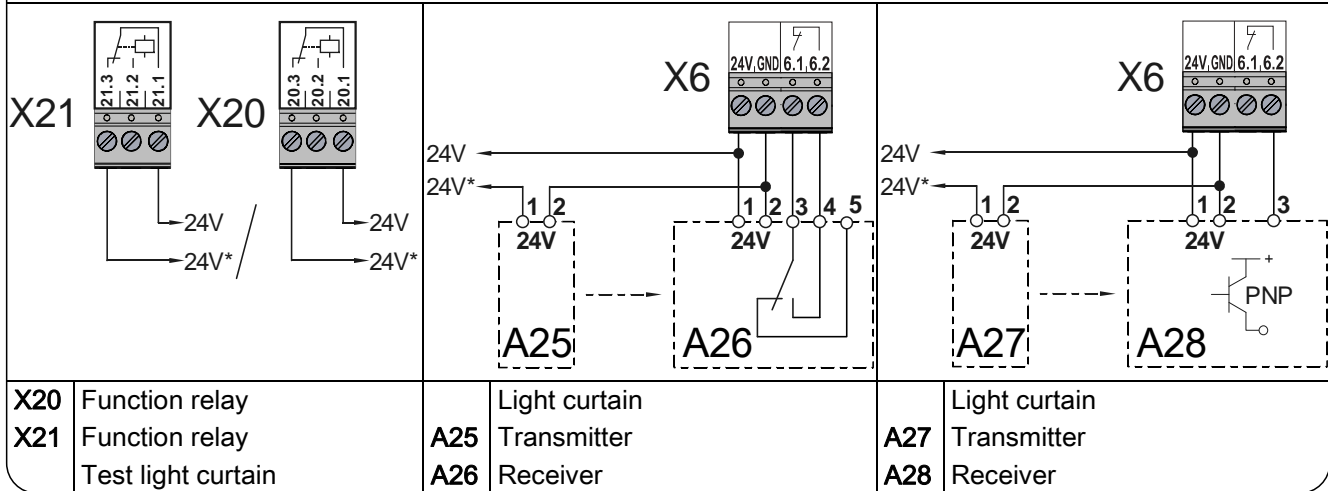 21.3 21.2 21.1
X21
24V
24V*
20.3 20.2 20.1
X20
24V
24V*
X6
24V GND 6.1 6.2
24V
24V*
1 2
24V
1 2 3 4 5
24V
A25
A26
X6
24V GND 6.1 6.2
24V
24V*
1 2
24V
1 2 3
24V
+
PNP
A27
A28
X20 Function relay
X21 Function relay
Test light curtain
Light curtain
A25 Transmitter
A26 Receiver
Light curtain
A27 Transmitter
A28 Receiver